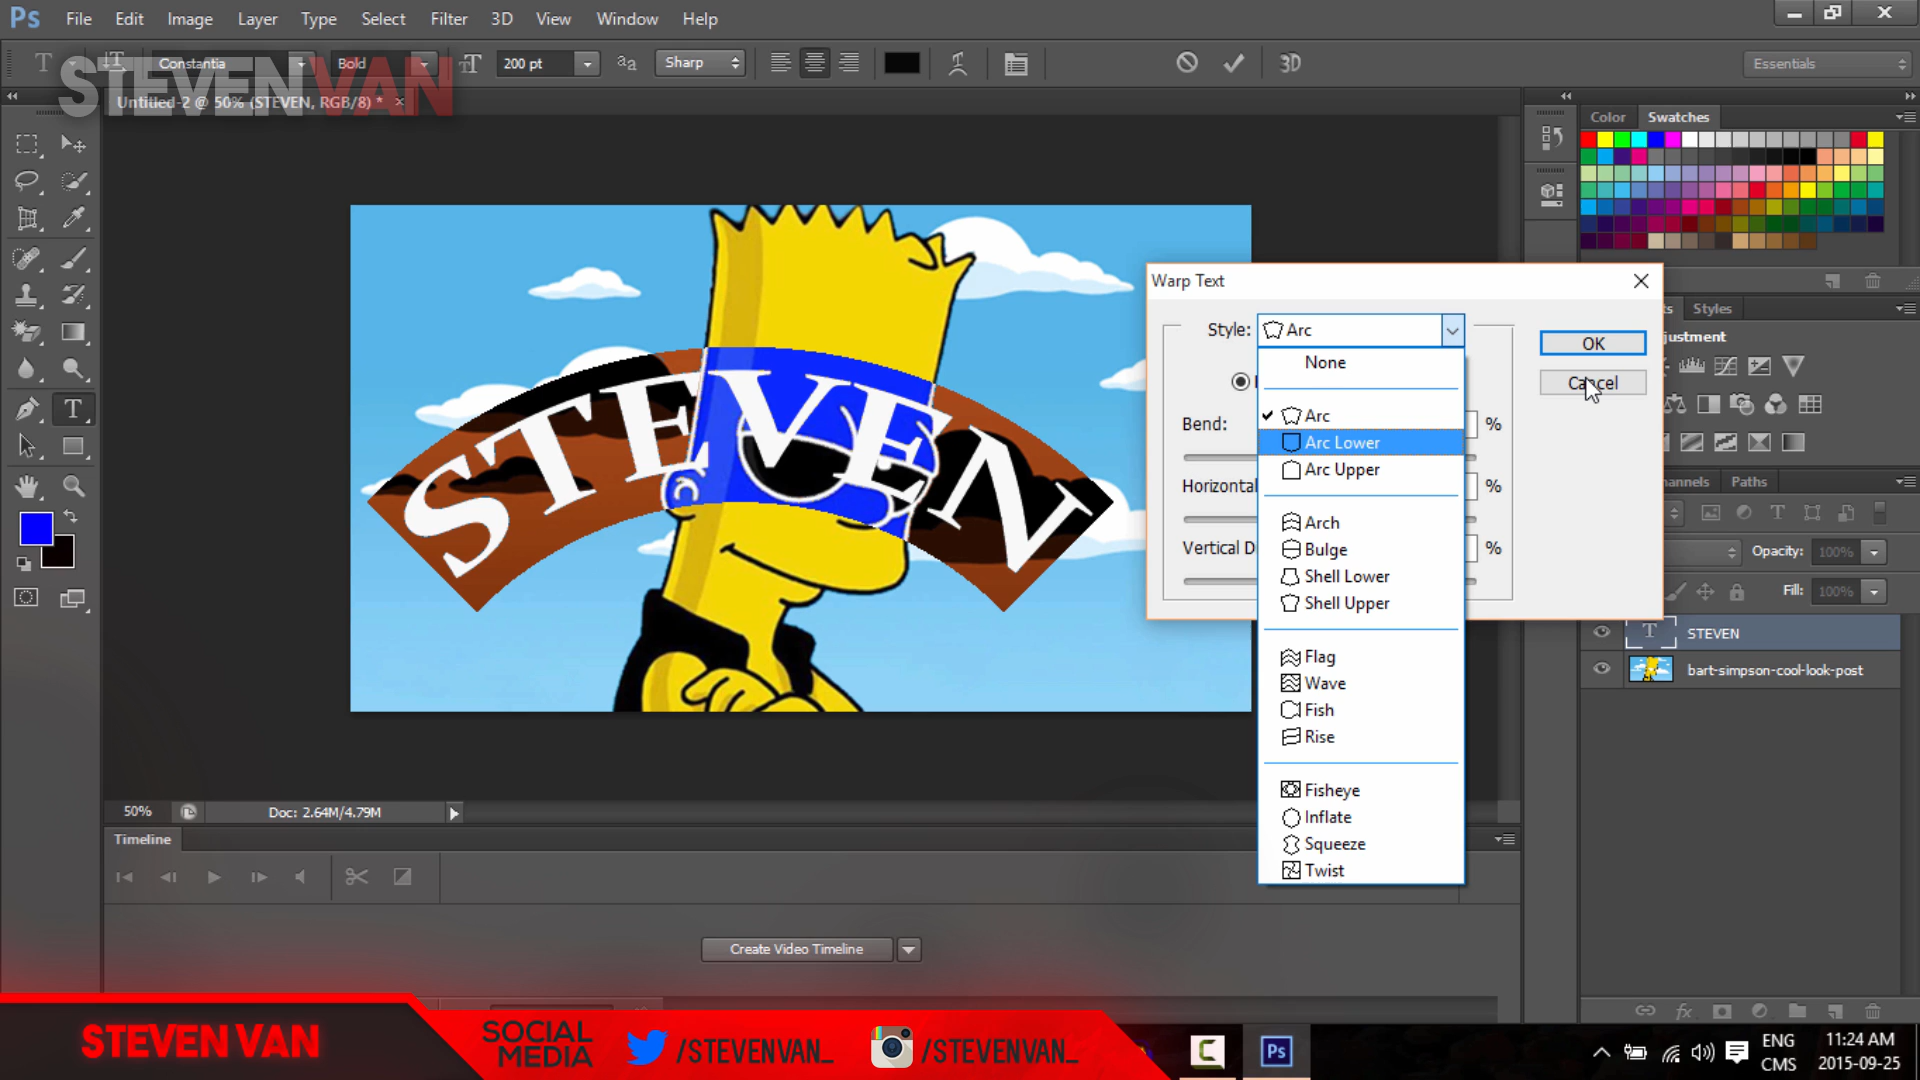 Ps File Edit Image Layer Type Select Filter 3D View Window Help
Constantia Bold 200 pt Sharp 3D Essentials
STEVENVAN
Untitled-2 @ 50% (STEVEN, RGB/8) *
Color Swatches
Warp Text
Style: Arc
OK
Cancel
None
Arc
Arc Lower
Arc Upper
Arch
Bulge
Shell Lower
Shell Upper
Flag
Wave
Fish
Rise
Fisheye
Inflate
Squeeze
Twist
Bend: %
Horizontal %
Vertical D %
STEVEN
ts Styles
justment
annels Paths
Opacity: 100%
Fill: 100%
STEVEN
bart-simpson-cool-look-post
50% Doc: 2.64M/4.79M
Timeline
Create Video Timeline
STEVEN VAN
SOCIAL
MEDIA
/STEVENVAN_
/STEVENVAN_
Ps
ENG
CMS
11:24 AM
2015-09-25